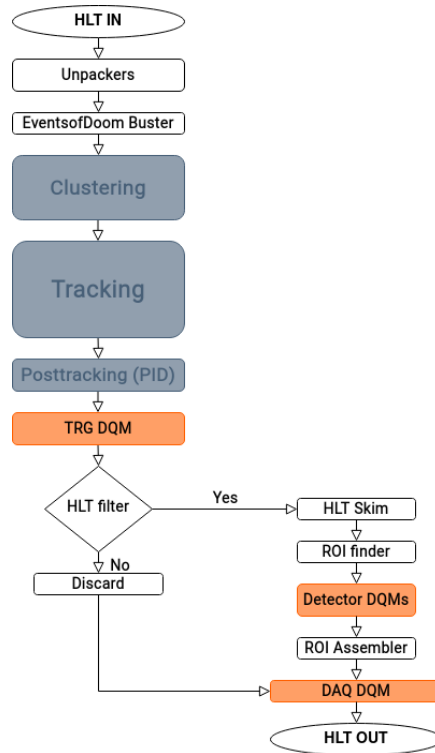 HLT IN
Unpackers
EventsofDoom Buster
Clustering
Tracking
Posttracking (PID)
TRG DQM
HLT filter
Yes
No
Discard
HLT Skim
ROI finder
Detector DQMs
ROI Assembler
DAQ DQM
HLT OUT